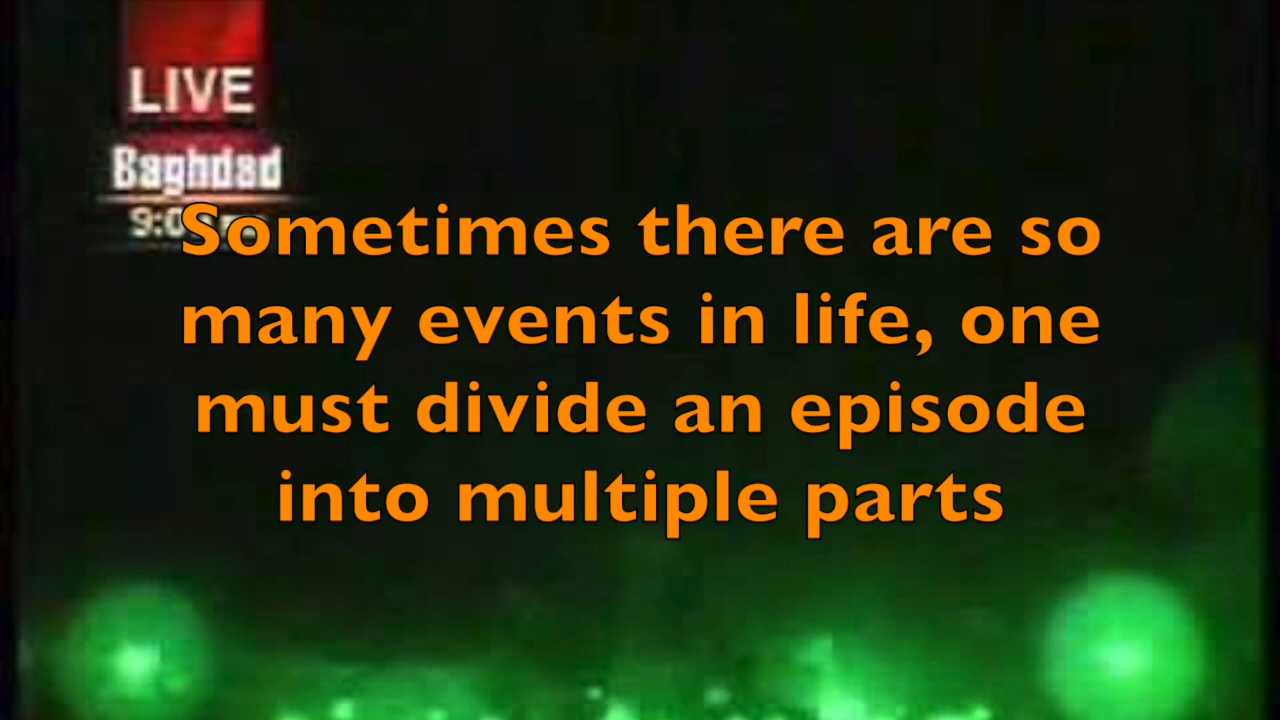 LIVE
Baghdad
Sometimes there are so
many events in life, one
must divide an episode
into multiple parts